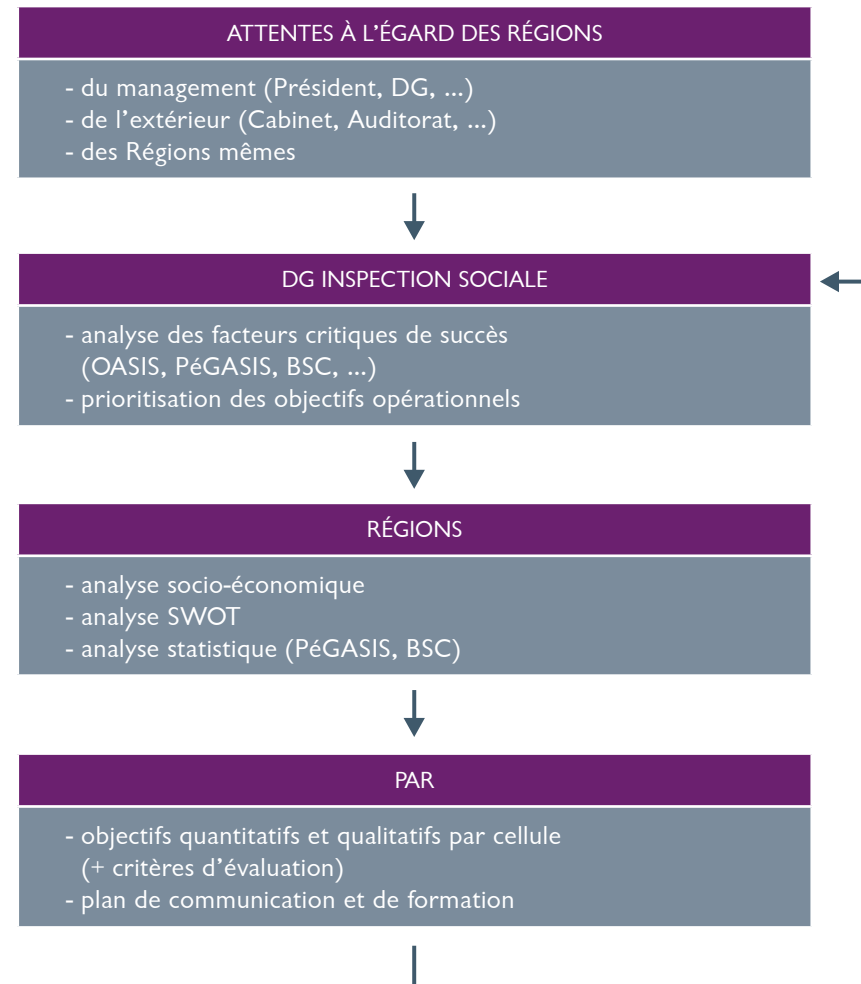 ATTENTES À L’ÉGARD DES RÉGIONS
- du management (Président, DG, ...)
- de l’extérieur (Cabinet, Auditorat, ...)
- des Régions mêmes
DG INSPECTION SOCIALE
- analyse des facteurs critiques de succès
(OASIS, PéGASIS, BSC, ...)
- prioritisation des objectifs opérationnels
RÉGIONS
- analyse socio-économique
- analyse SWOT
- analyse statistique (PéGASIS, BSC)
PAR
- objectifs quantitatifs et qualitatifs par cellule
(+ critères d’évaluation)
- plan de communication et de formation